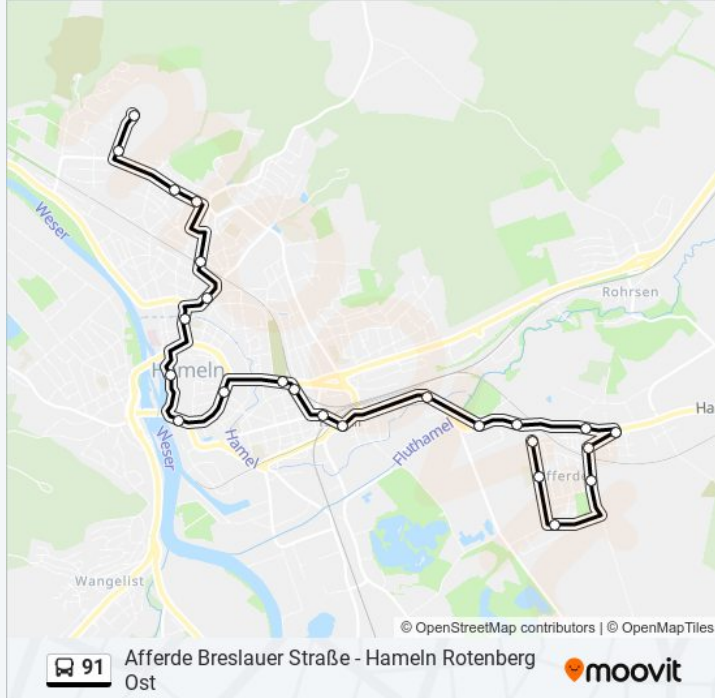 Weser
Rohrsen
Hameln
Ha
Weser
Hamel
Fluthamel
Afferde
Wangelist
© OpenStreetMap contributors | © OpenMapTiles
91
Afferde Breslauer Straße - Hameln Rotenberg
Ost
moovit